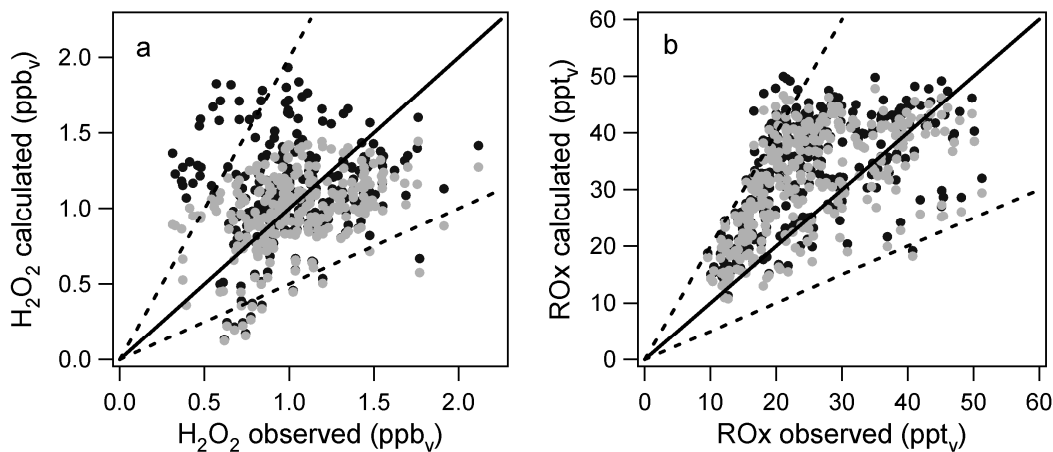 a
H₂O₂ calculated (ppbᵥ)
2.0
1.5
1.0
0.5
0.0
0.0 0.5 1.0 1.5 2.0
H₂O₂ observed (ppbᵥ)
b
ROx calculated (pptᵥ)
60
50
40
30
20
10
0
0 10 20 30 40 50 60
ROx observed (pptᵥ)